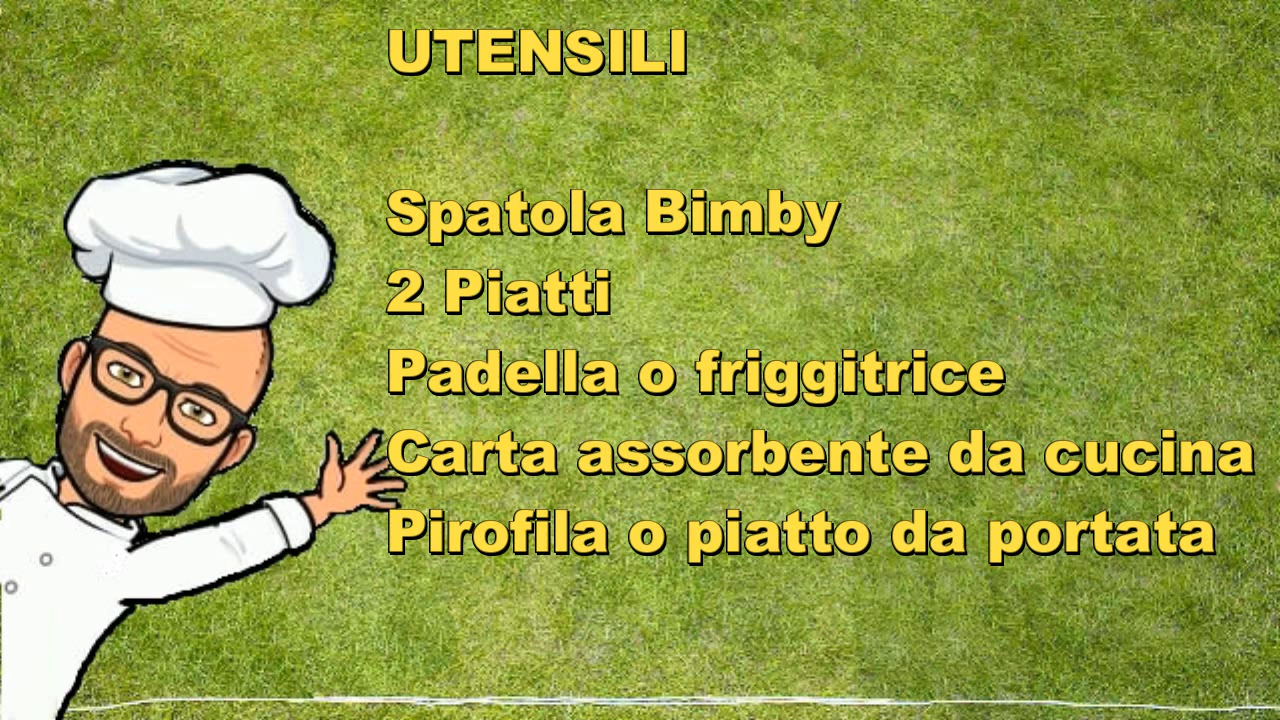 UTENSILI
Spatola Bimby
2 Piatti
Padella o friggitrice
Carta assorbente da cucina
Pirofila o piatto da portata